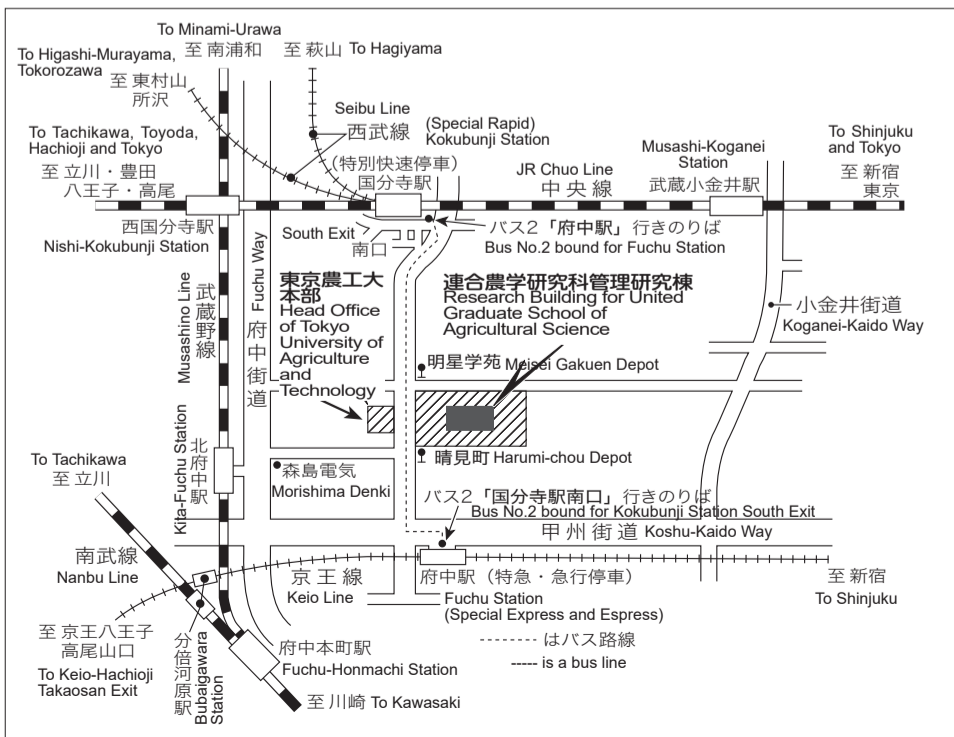 To Minami-Urawa
至 南浦和
至 萩山 To Hagiyama
To Higashi-Murayama,
Tokorozawa
至 東村山
所沢
Seibu Line
西武線
(Special Rapid)
Kokubunji Station
(特別快速停車)
国分寺駅
To Tachikawa, Toyoda,
Hachioji and Tokyo
至 立川・豊田
八王子・高尾
JR Chuo Line
中央線
Musashi-Koganei
Station
武蔵小金井駅
To Shinjuku
and Tokyo
至 新宿
東京
西国分寺駅
Nishi-Kokubunji Station
South Exit
南口
バス2「府中駅」行きのりば
Bus No.2 bound for Fuchu Station
Musashino Line
武蔵野線
Fuchu Way
府中街道
東京農工大
本部
Head Office
of Tokyo
University of
Agriculture
and
Technology
連合農学研究科管理研究棟
Research Building for United
Graduate School of
Agricultural Science
小金井街道
Koganei-Kaido Way
明星学苑 Meisei Gakuen Depot
Kita-Fuchu Station
北府中駅
森島電気
Morishima Denki
晴見町 Harumi-chou Depot
To Tachikawa
至 立川
バス2「国分寺駅南口」行きのりば
Bus No.2 bound for Kokubunji Station South Exit
甲州街道 Koshu-Kaido Way
南武線
Nanbu Line
京王線
Keio Line
府中駅(特急・急行停車)
Fuchu Station
(Special Express and Espress)
至 新宿
To Shinjuku
至 京王八王子
高尾山口
To Keio-Hachioji
Takaosan Exit
分倍河原駅
Bubaigawara
Station
府中本町駅
Fuchu-Honmachi Station
至 川崎 To Kawasaki
------------ はバス路線
----- is a bus line